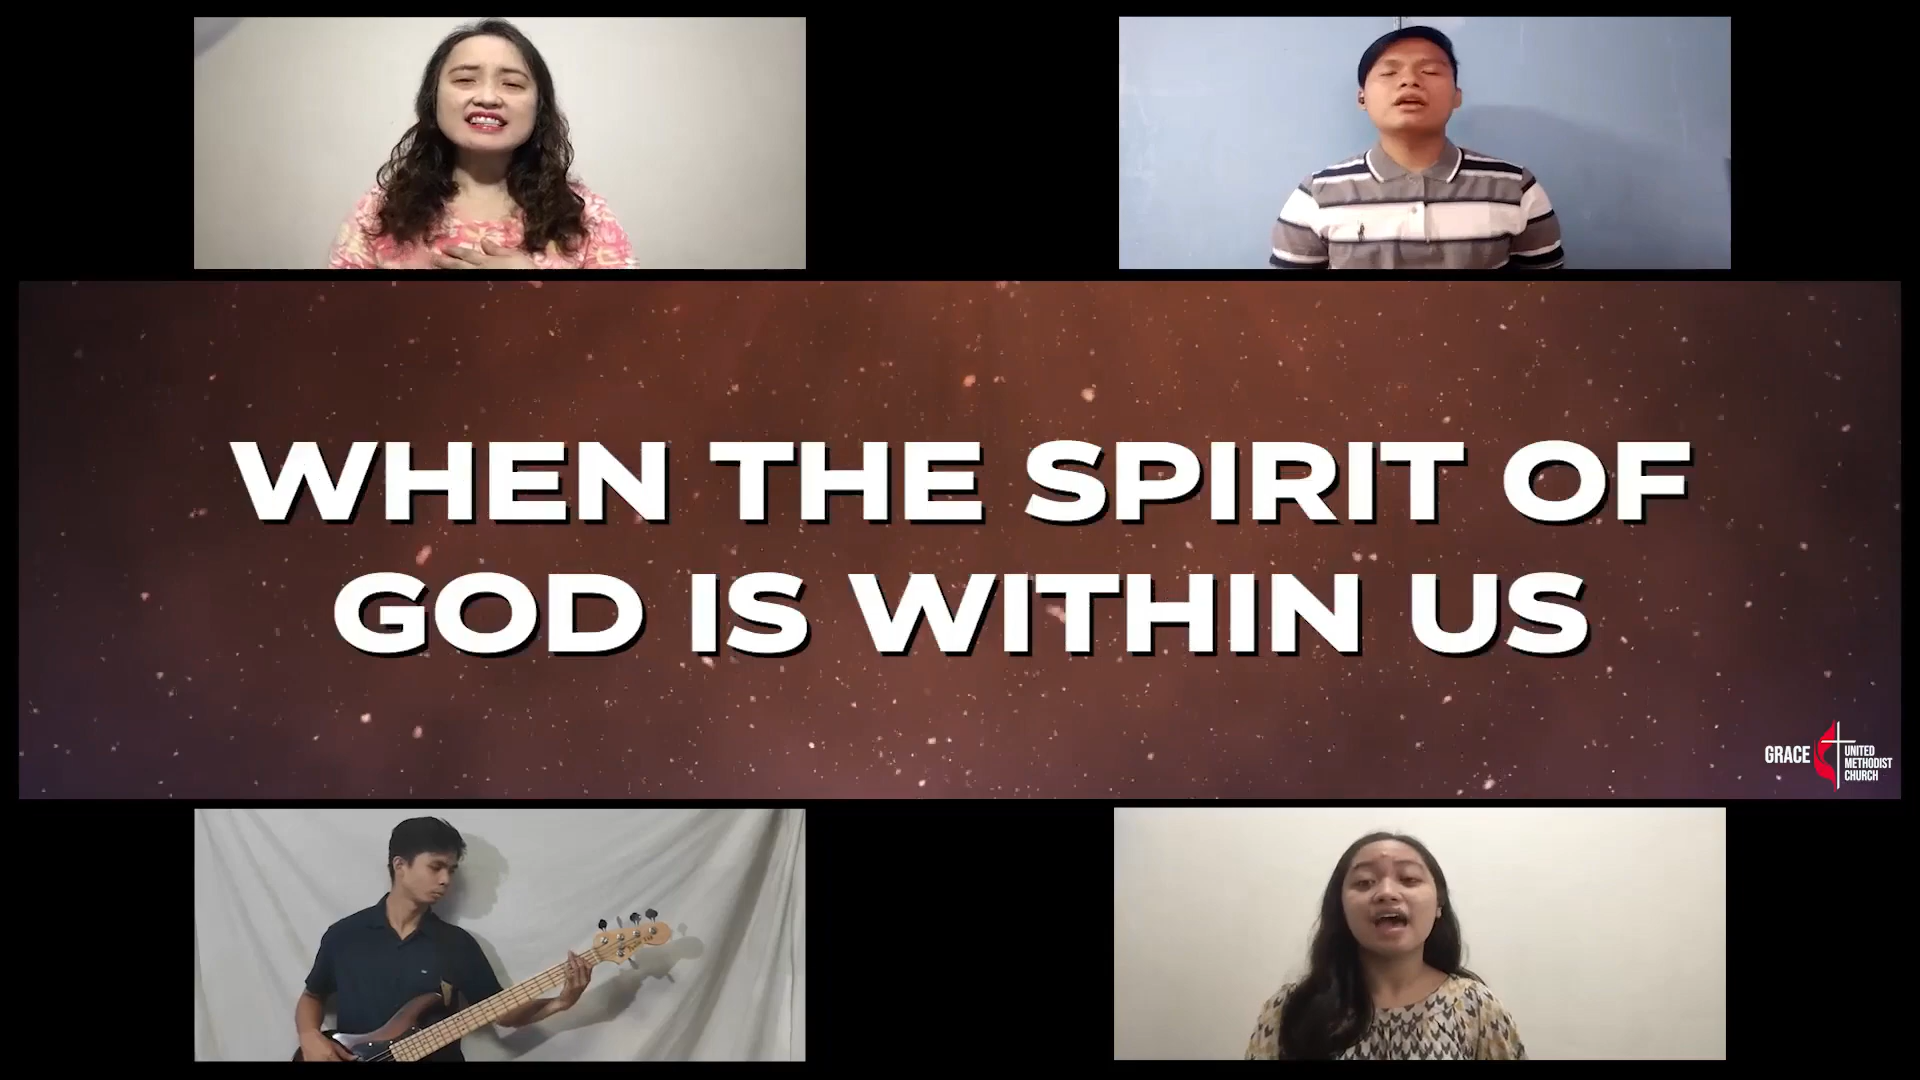 WHEN THE SPIRIT OF
GOD IS WITHIN US
GRACE
UNITED
METHODIST
CHURCH